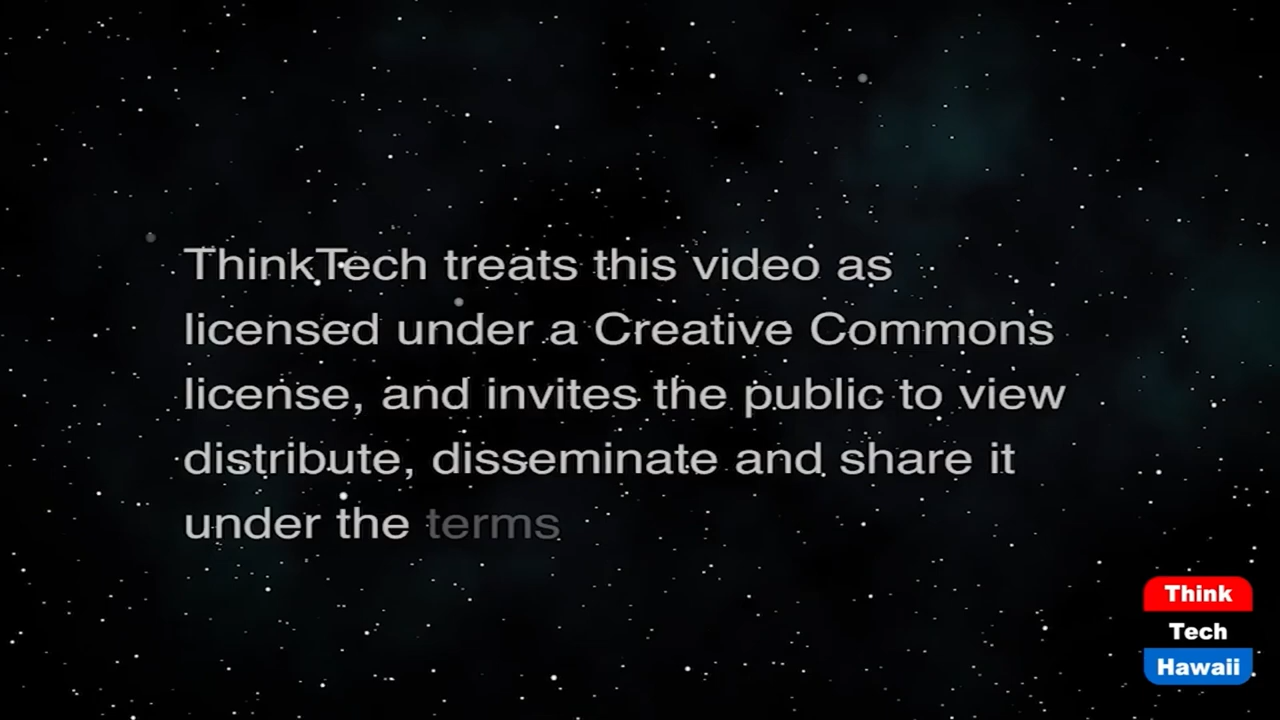 ThinkTech treats this video as
licensed under a Creative Commons
license, and invites the public to view
distribute, disseminate and share it
under the terms
Think
Tech
Hawaii